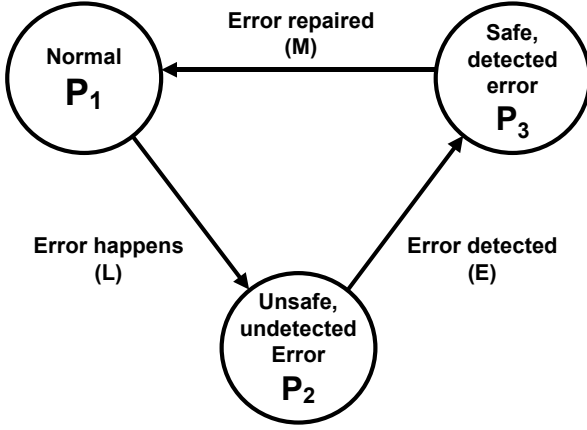 Normal
P1
Error repaired
(M)
Safe,
detected
error
P3
Error happens
(L)
Error detected
(E)
Unsafe,
undetected
Error
P2